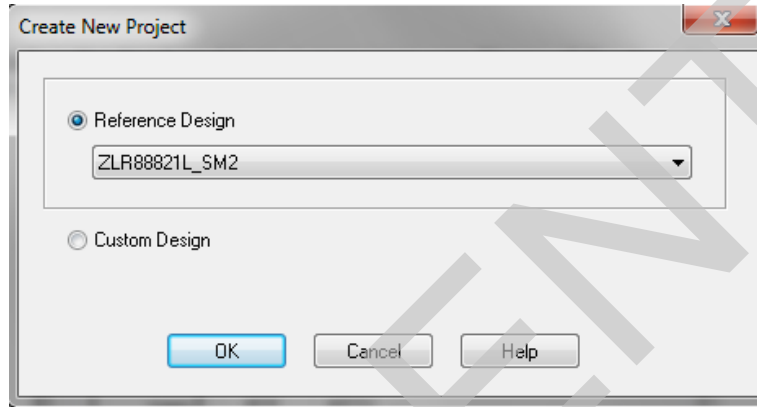 Create New Project
Reference Design
ZLR88821L_SM2
Custom Design
OK Cancel Help